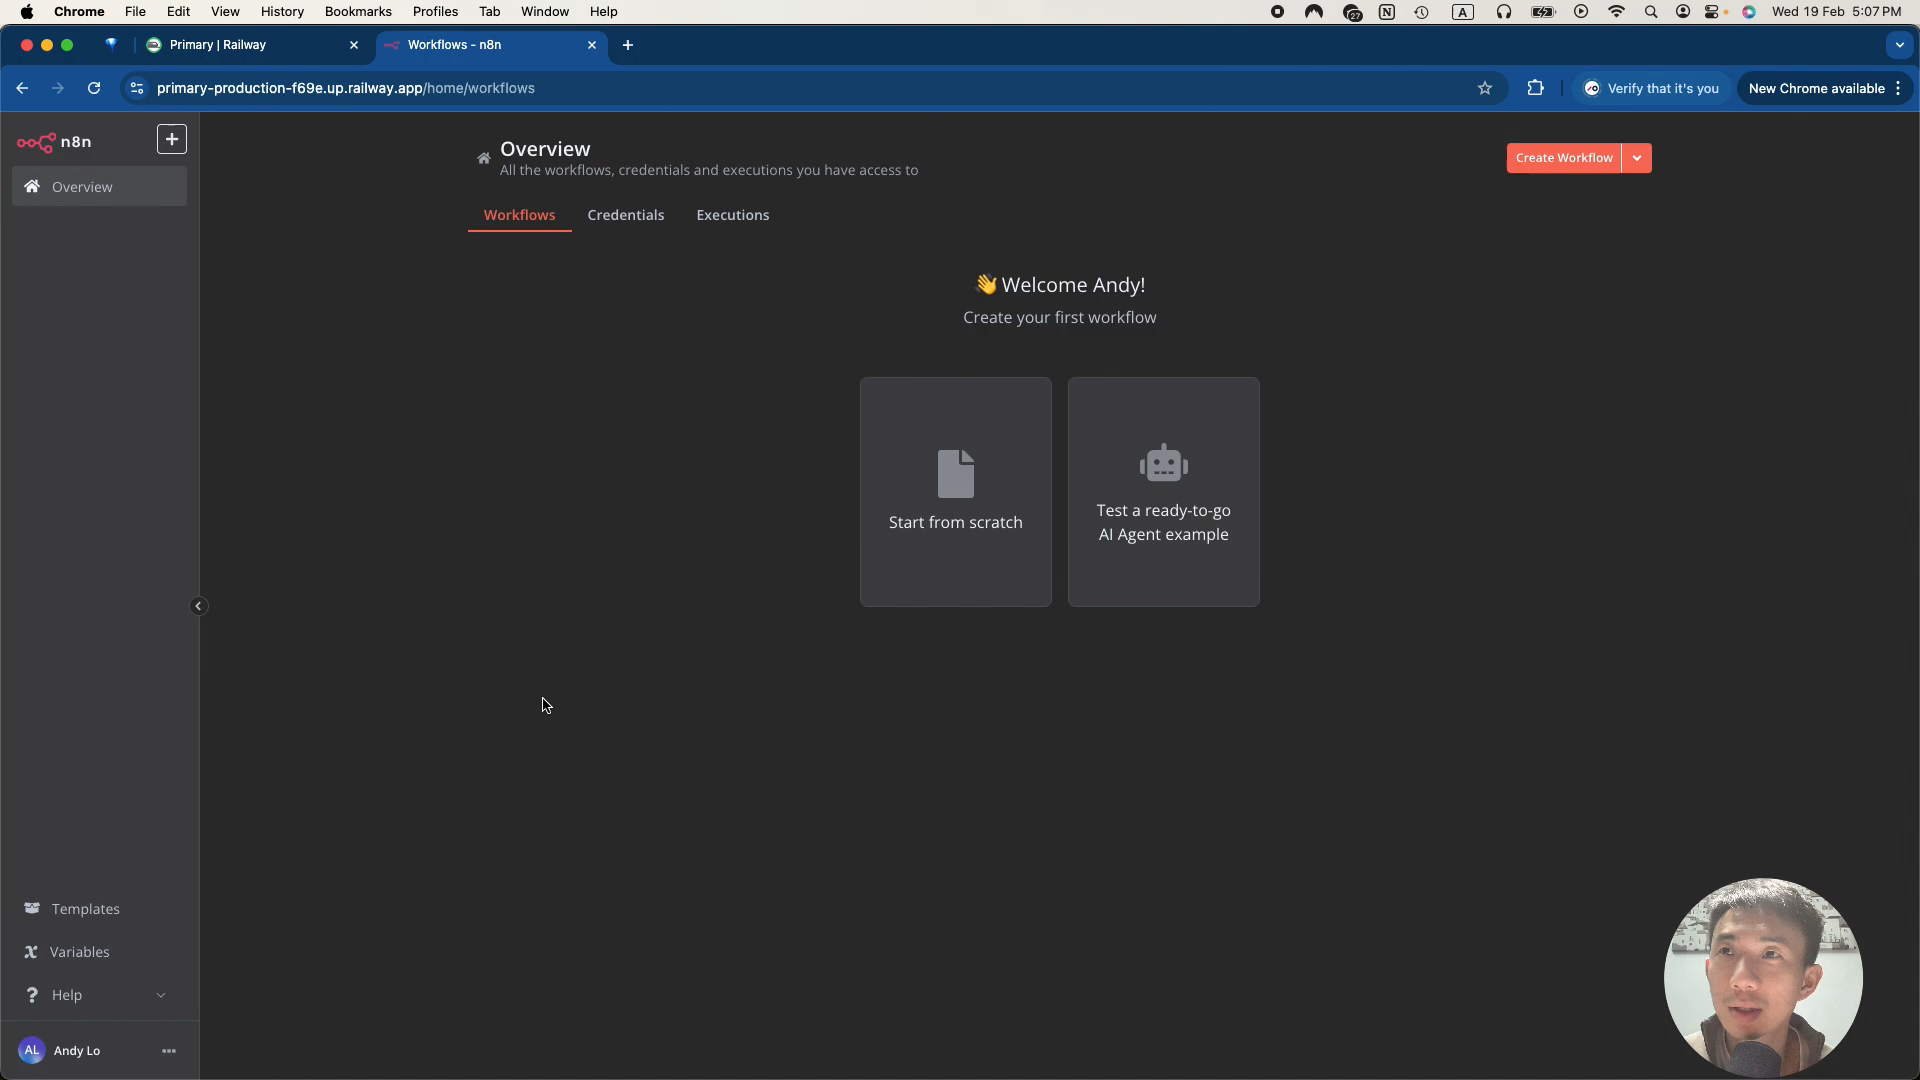 Chrome File Edit View History Bookmarks Profiles Tab Window Help
27 N A Wed 19 Feb 5:07 PM
Primary | Railway
Workflows - n8n
primary-production-f69e.up.railway.app/home/workflows
Verify that it's you
New Chrome available
n8n
Overview
Overview
All the workflows, credentials and executions you have access to
Create Workflow
Workflows Credentials Executions
👋 Welcome Andy!
Create your first workflow
Start from scratch
Test a ready-to-go
AI Agent example
Templates
Variables
Help
AL Andy Lo